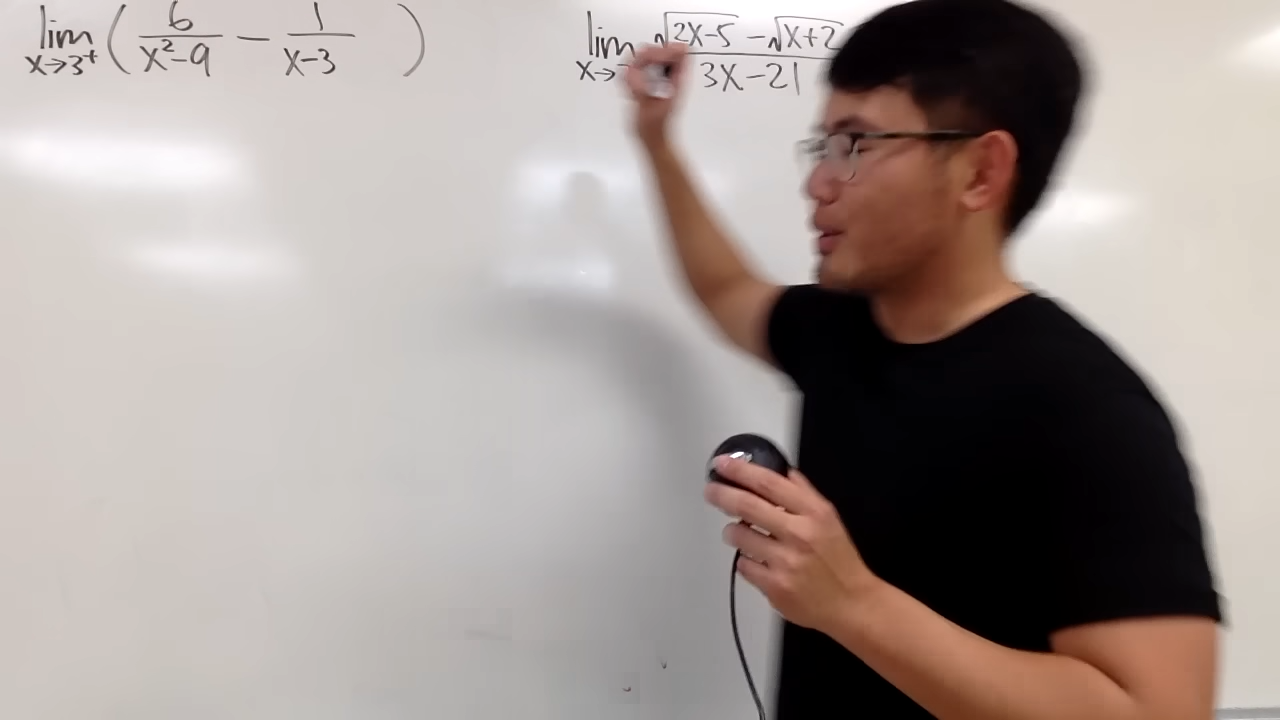 lim x→3⁺ ( 6/(x²-9) - 1/(x-3) )
lim x→ (√(2x-5) - √(x+2))/(3x-21)